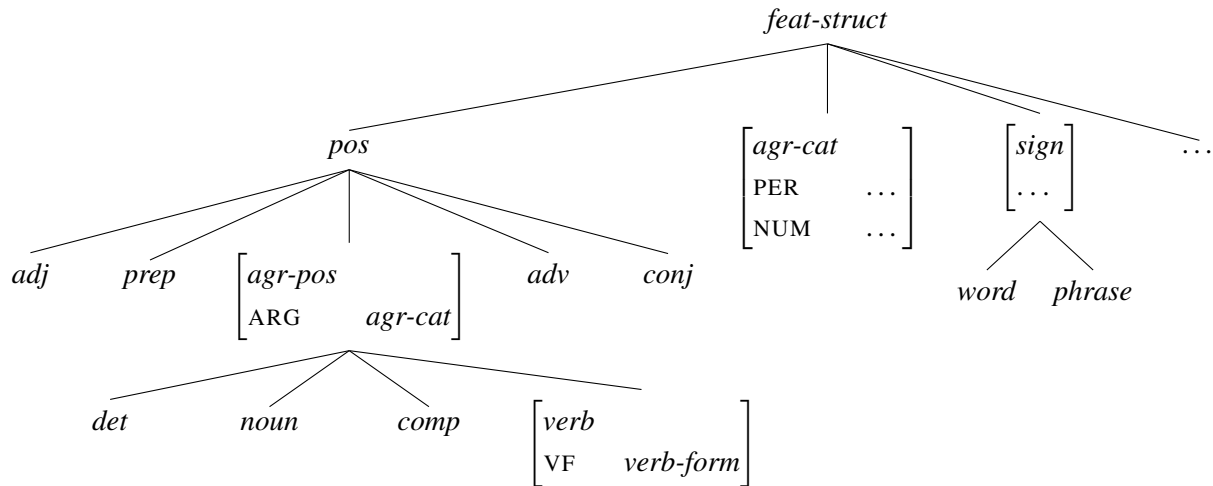 feat-struct
pos
agr-cat
PER ...
NUM ...
sign
...
...
adj prep
agr-pos
ARG agr-cat
adv conj
word phrase
det noun comp
verb
VF verb-form